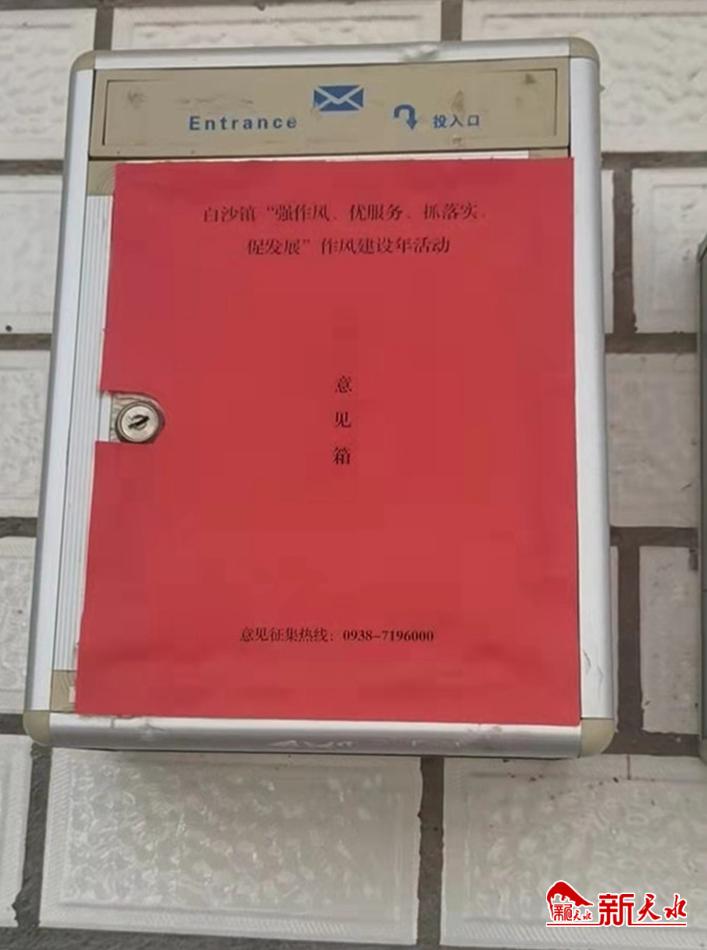 Entrance 投入口
白沙镇“强作风、优服务、抓落实、
促发展”作风建设年活动
意
见
箱
意见征集热线：0938-7196000
新天水